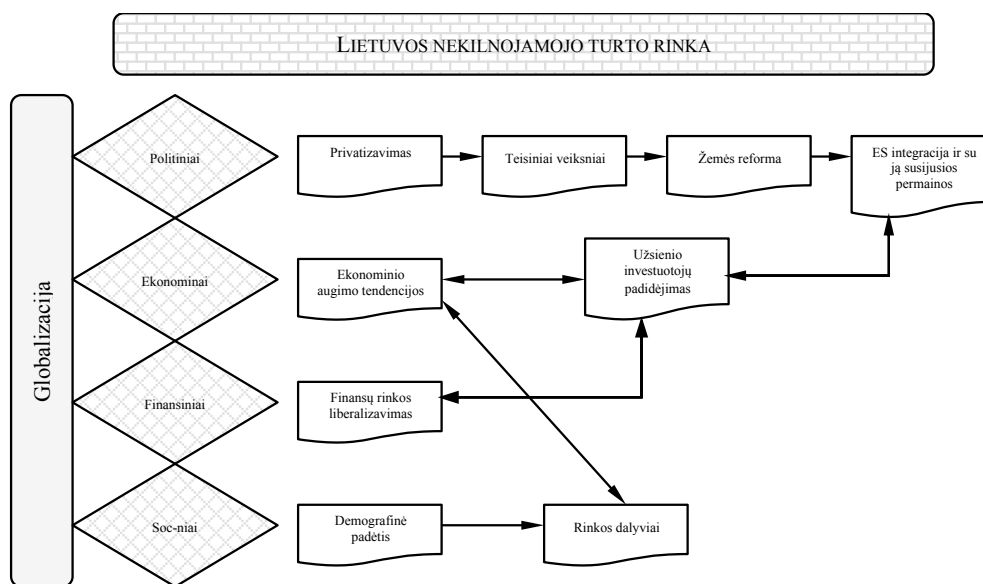 LIETUVOS NEKILNOJAMOJO TURTO RINKA
Globalizacija
Politiniai
Privatizavimas
Teisiniai veiksniai
Žemės reforma
ES integracija ir su
ją susijusios
permainos
Ekonominai
Ekonominio
augimo tendencijos
Užsienio
investuotojų
padidėjimas
Finansiniai
Finansų rinkos
liberalizavimas
Soc-niai
Demografinė
padėtis
Rinkos dalyviai